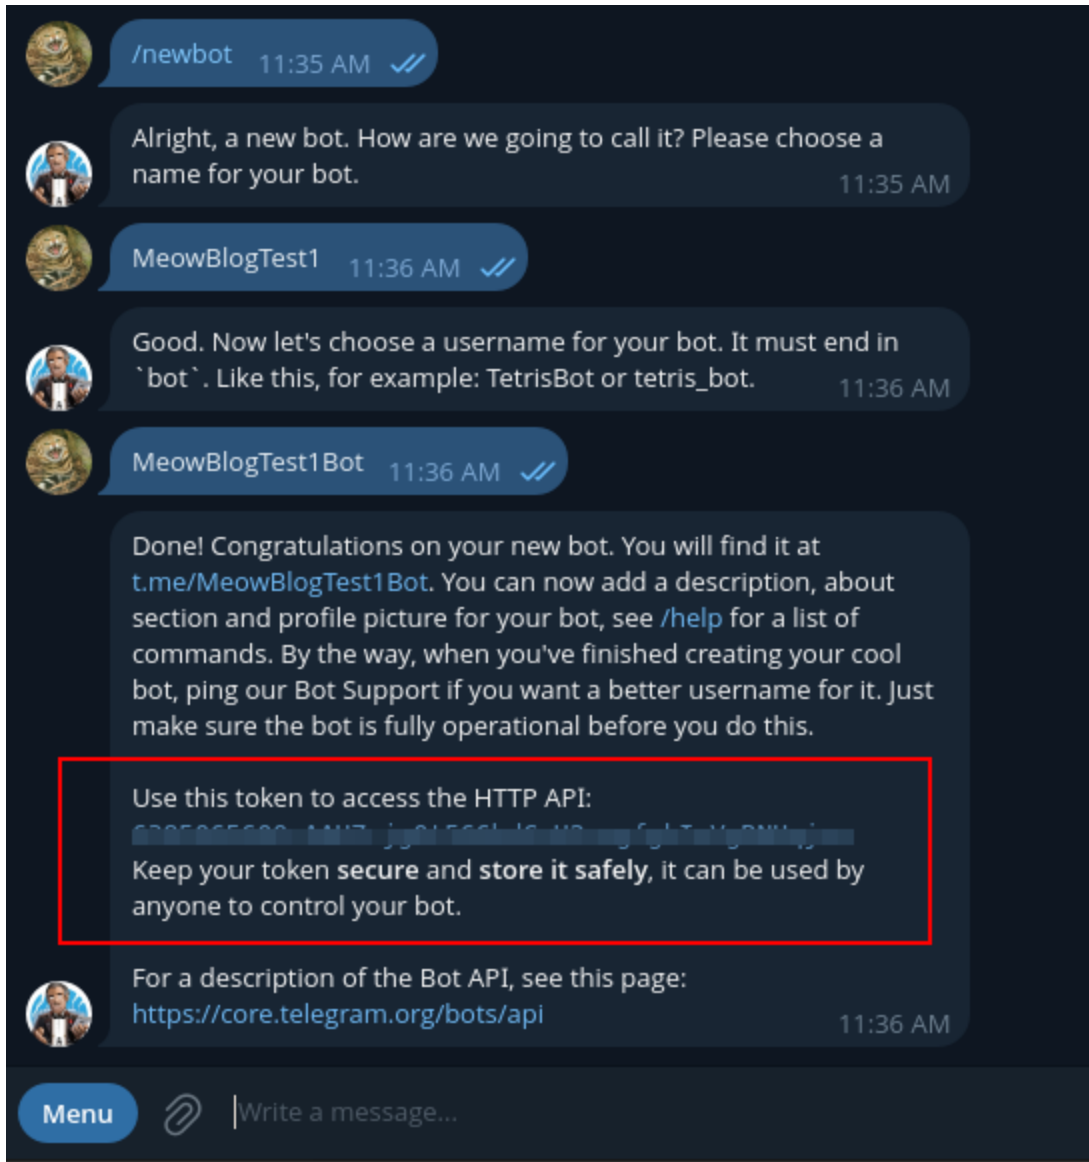 /newbot 11:35 AM
Alright, a new bot. How are we going to call it? Please choose a
name for your bot.
11:35 AM
MeowBlogTest1 11:36 AM
Good. Now let's choose a username for your bot. It must end in
`bot`. Like this, for example: TetrisBot or tetris_bot.
11:36 AM
MeowBlogTest1Bot 11:36 AM
Done! Congratulations on your new bot. You will find it at
t.me/MeowBlogTest1Bot. You can now add a description, about
section and profile picture for your bot, see /help for a list of
commands. By the way, when you've finished creating your cool
bot, ping our Bot Support if you want a better username for it. Just
make sure the bot is fully operational before you do this.
Use this token to access the HTTP API:
Keep your token secure and store it safely, it can be used by
anyone to control your bot.
For a description of the Bot API, see this page:
https://core.telegram.org/bots/api
11:36 AM
Menu
Write a message...